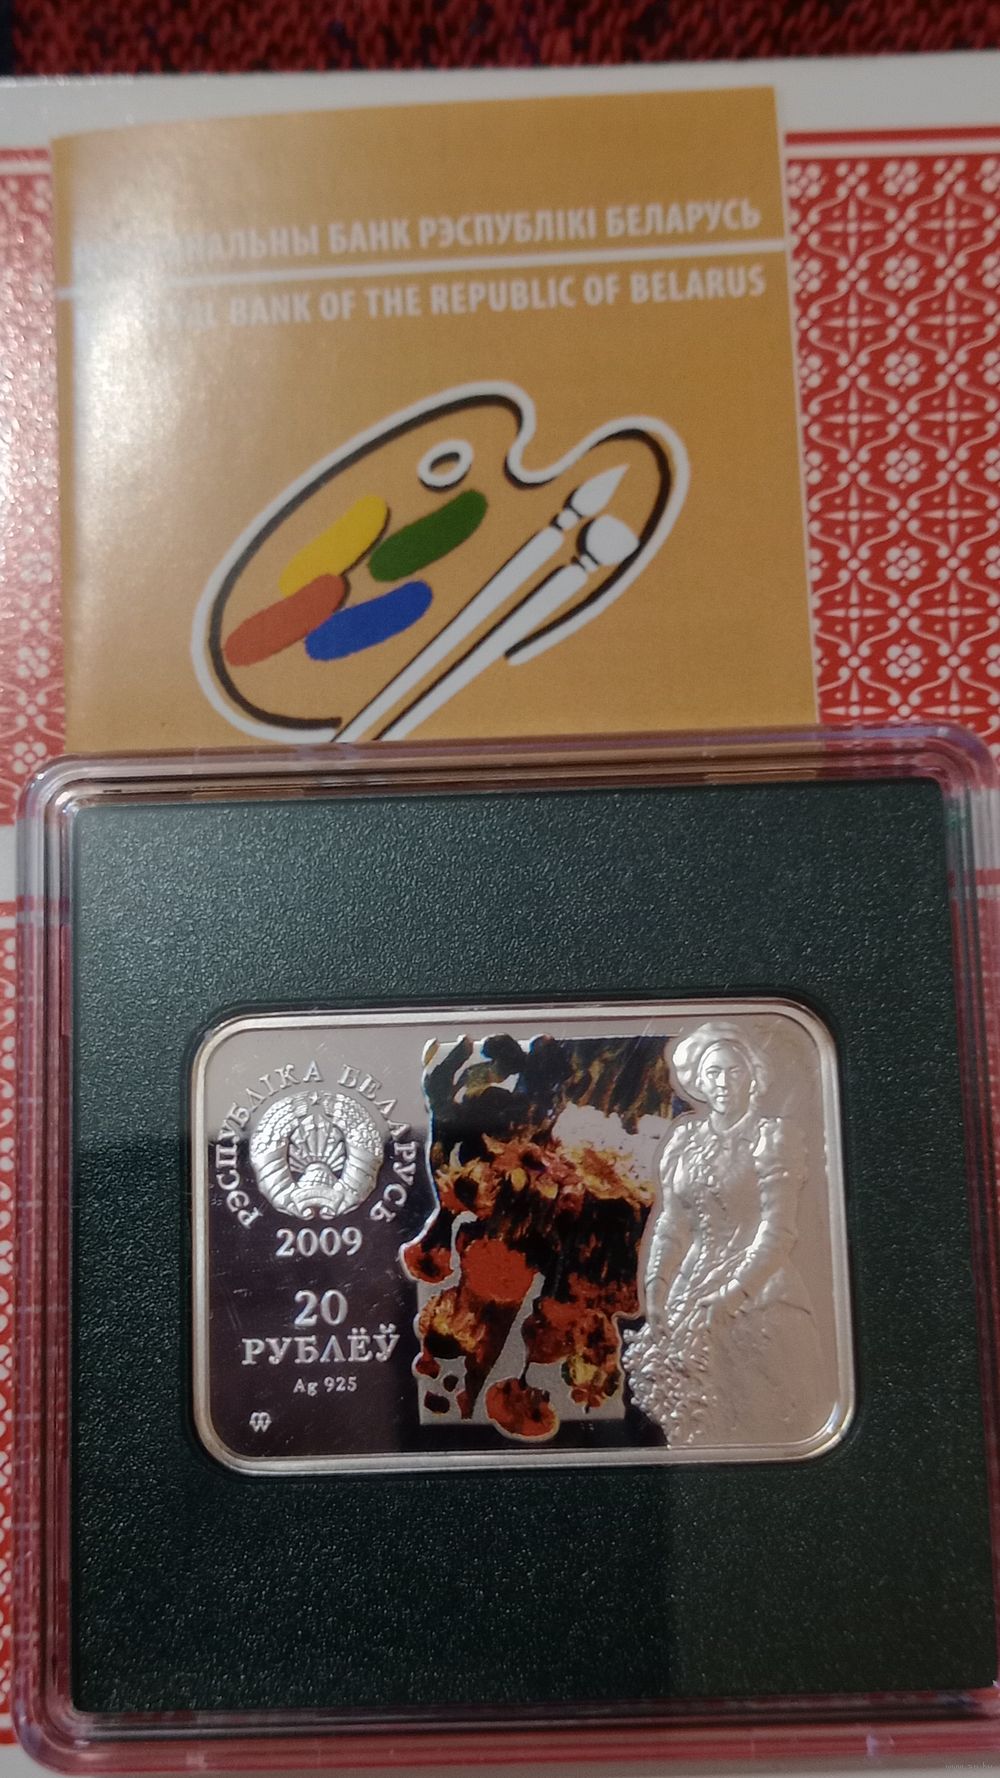 БАНК РЭСПУБЛІКІ БЕЛАРУСЬ
BANK OF THE REPUBLIC OF BELARUS
РЭСПУБЛІКА БЕЛАРУСЬ
2009
20
РУБЛЁЎ
Ag 925